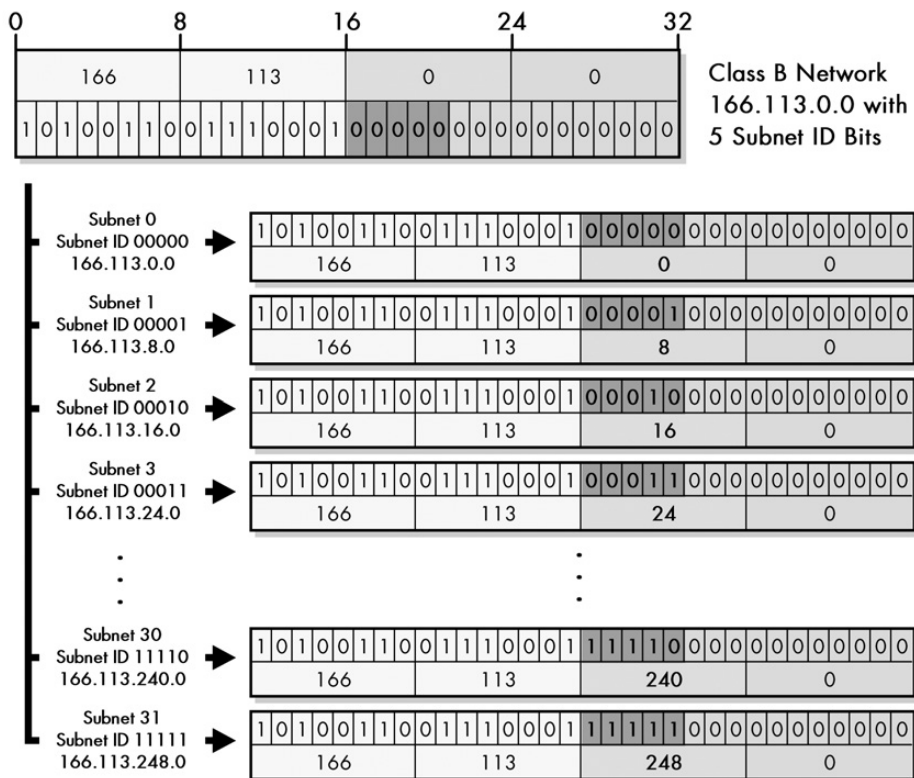 0 8 16 24 32
166 113 0 0
1 0 1 0 0 1 1 0 0 1 1 1 0 0 0 1 0 0 0 0 0 0 0 0 0 0 0 0 0 0 0 0
Class B Network
166.113.0.0 with
5 Subnet ID Bits
Subnet 0
Subnet ID 00000
166.113.0.0
1 0 1 0 0 1 1 0 0 1 1 1 0 0 0 1 0 0 0 0 0 0 0 0 0 0 0 0 0 0 0 0
166 113 0 0
Subnet 1
Subnet ID 00001
166.113.8.0
1 0 1 0 0 1 1 0 0 1 1 1 0 0 0 1 0 0 0 0 1 0 0 0 0 0 0 0 0 0 0 0
166 113 8 0
Subnet 2
Subnet ID 00010
166.113.16.0
1 0 1 0 0 1 1 0 0 1 1 1 0 0 0 1 0 0 0 1 0 0 0 0 0 0 0 0 0 0 0 0
166 113 16 0
Subnet 3
Subnet ID 00011
166.113.24.0
1 0 1 0 0 1 1 0 0 1 1 1 0 0 0 1 0 0 0 1 1 0 0 0 0 0 0 0 0 0 0 0
166 113 24 0
Subnet 30
Subnet ID 11110
166.113.240.0
1 0 1 0 0 1 1 0 0 1 1 1 0 0 0 1 1 1 1 1 0 0 0 0 0 0 0 0 0 0 0 0
166 113 240 0
Subnet 31
Subnet ID 11111
166.113.248.0
1 0 1 0 0 1 1 0 0 1 1 1 0 0 0 1 1 1 1 1 1 0 0 0 0 0 0 0 0 0 0 0
166 113 248 0